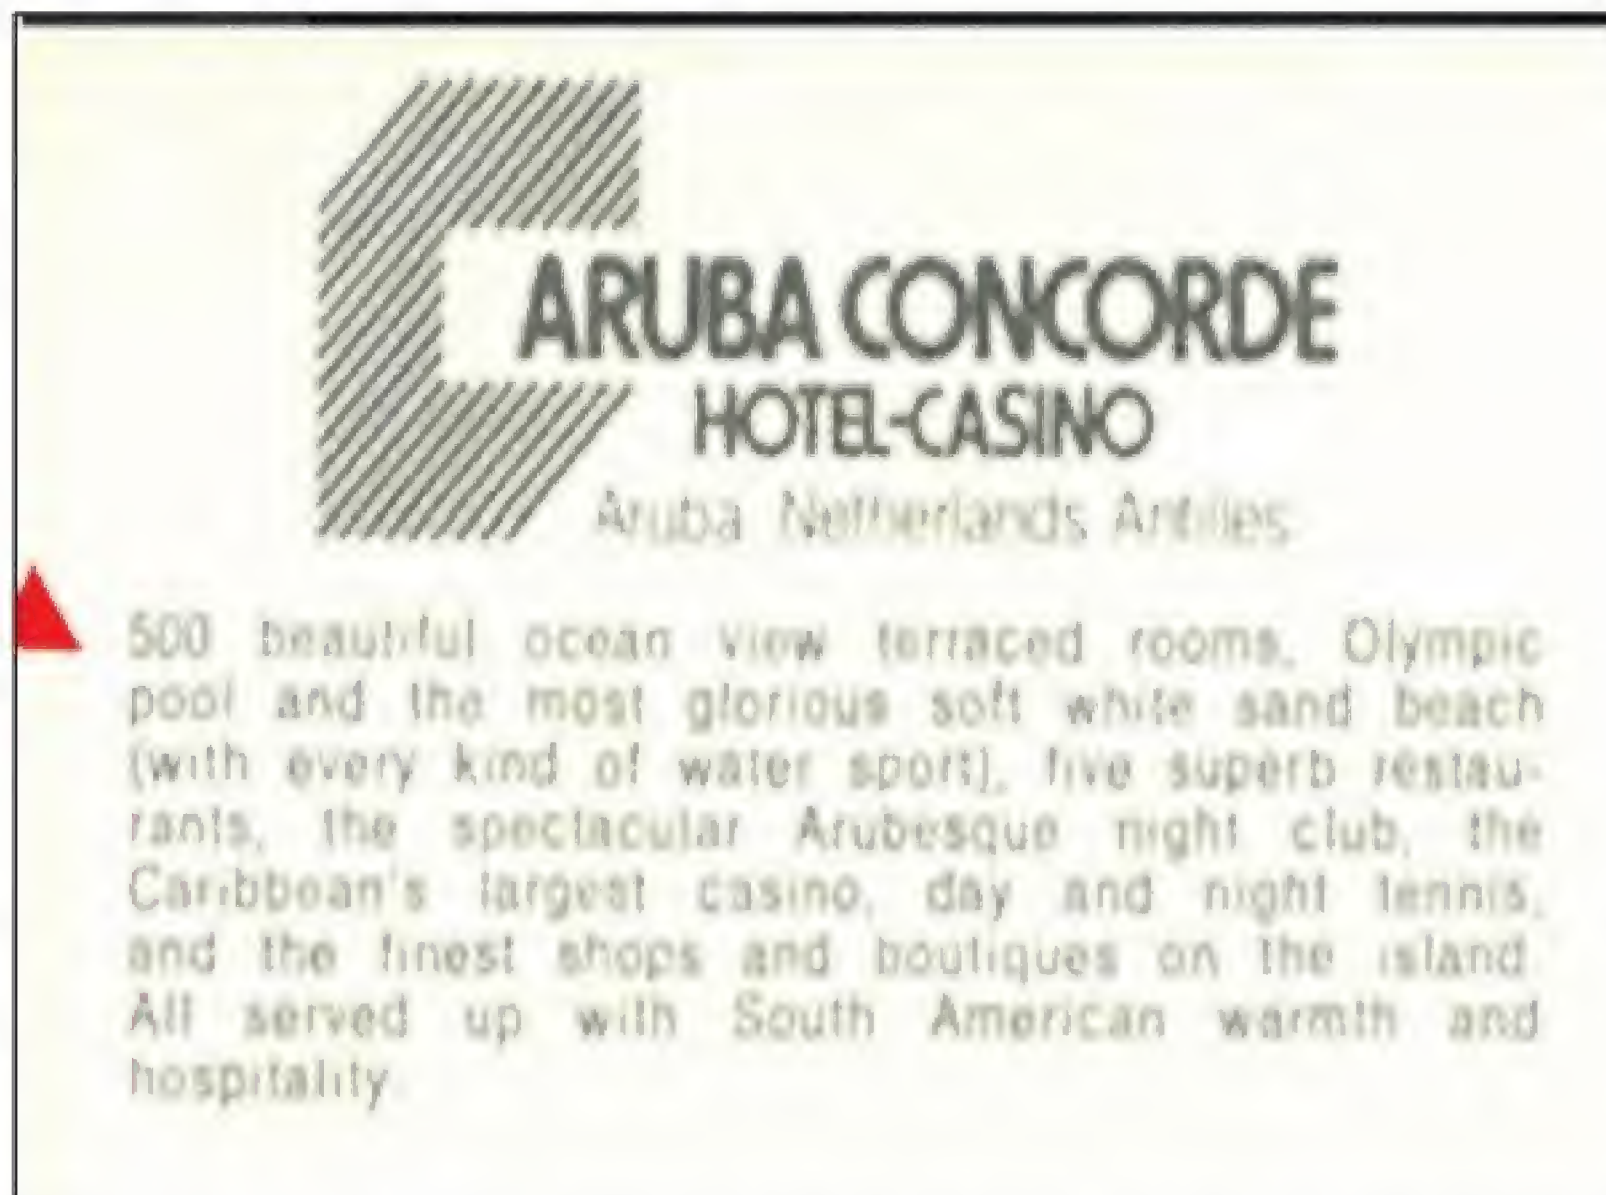 ARUBA CONCORDE
HOTEL-CASINO
Aruba Netherlands Antilles
500 beautiful ocean view terraced rooms, Olympic
pool and the most glorious soft white sand beach
(with every kind of water sport), five superb restau-
rants, the spectacular Arubesque night club, the
Caribbean's largest casino, day and night tennis,
and the finest shops and boutiques on the island.
All served up with South American warmth and
hospitality.